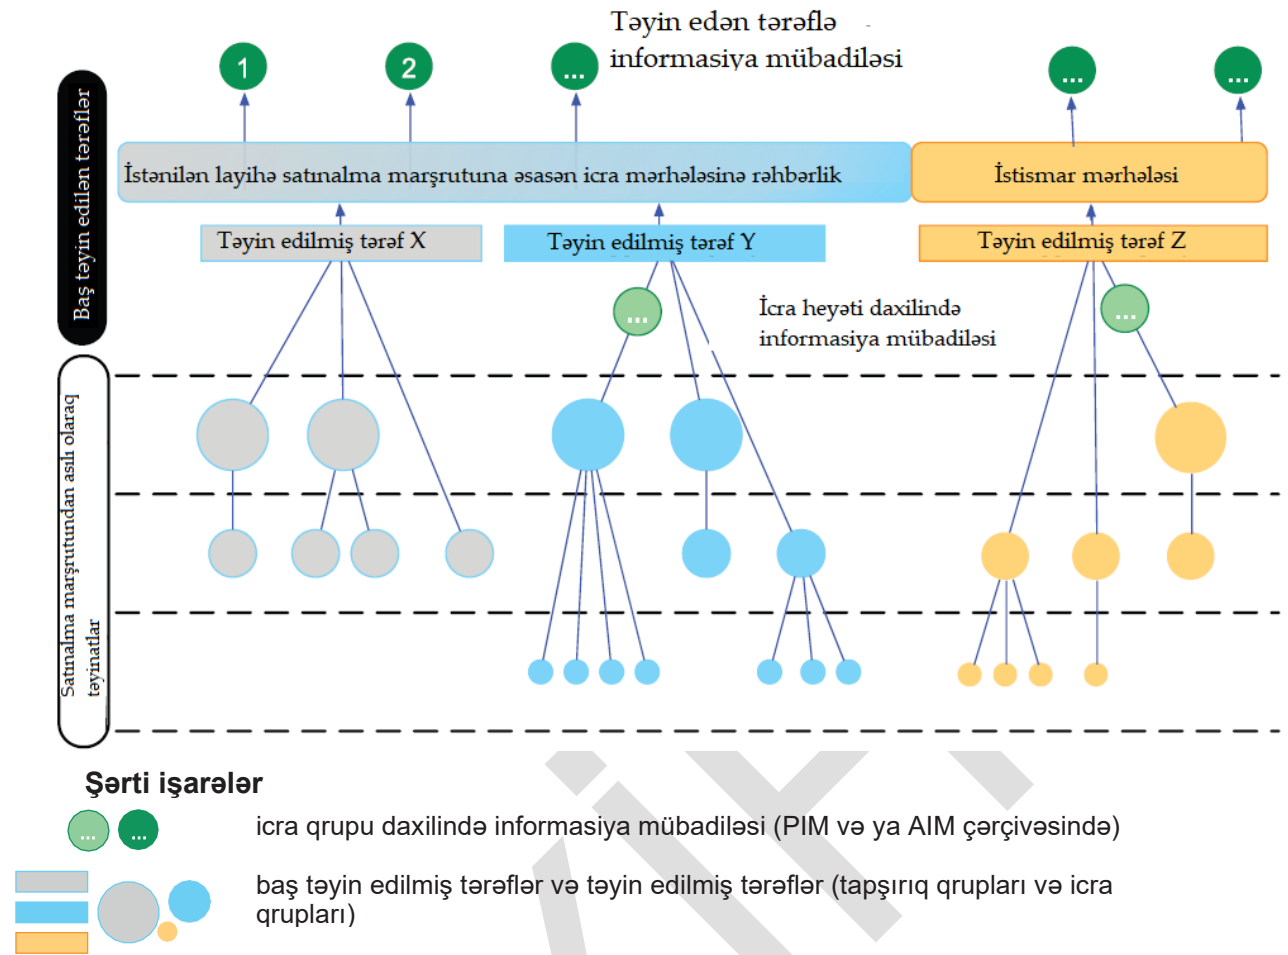 Təyin edən tərəflə
informasiya mübadiləsi
1
2
...
...
...
Baş təyin edilən tərəflər
İstənilən layihə satınalma marşrutuna əsasən icra mərhələsinə rəhbərlik
İstismar mərhələsi
Təyin edilmiş tərəf X
Təyin edilmiş tərəf Y
Təyin edilmiş tərəf Z
...
...
İcra heyəti daxilində
informasiya mübadiləsi
Satınalma marşrutundan asılı olaraq
təyinatlar
Şərti işarələr
... ...
icra qrupu daxilində informasiya mübadiləsi (PIM və ya AIM çərçivəsində)
baş təyin edilmiş tərəflər və təyin edilmiş tərəflər (tapşırıq qrupları və icra
qrupları)